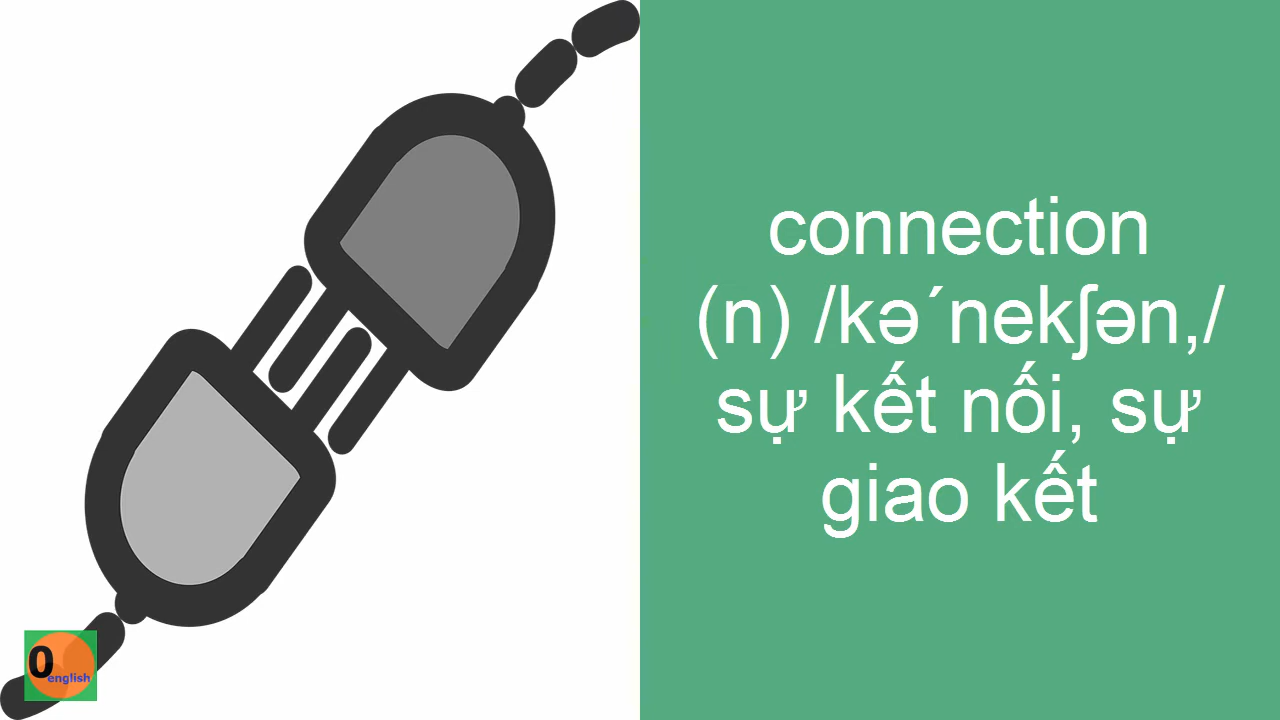 connection
(n) /kə´nekʃən,/
sự kết nối, sự
giao kết
0
english